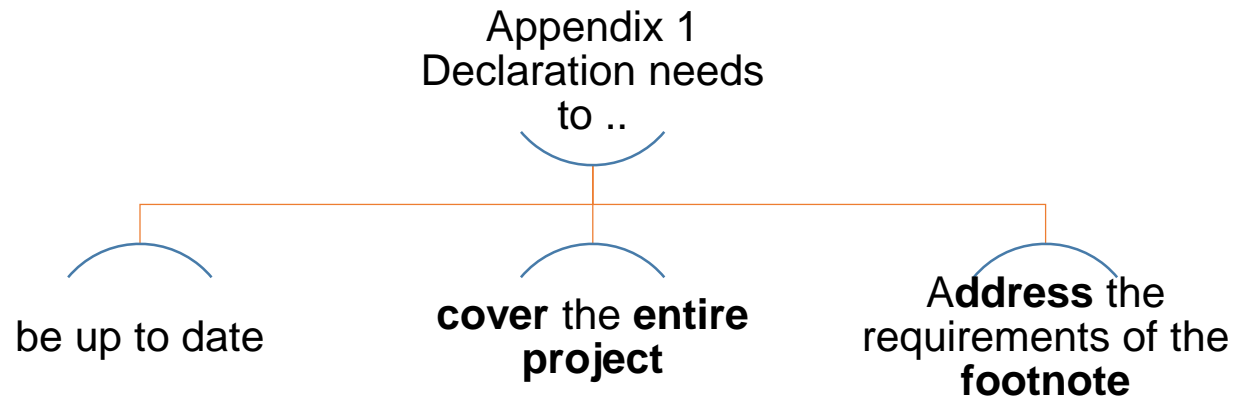 Appendix 1
Declaration needs
to ..
be up to date
cover the entire
project
Address the
requirements of the
footnote